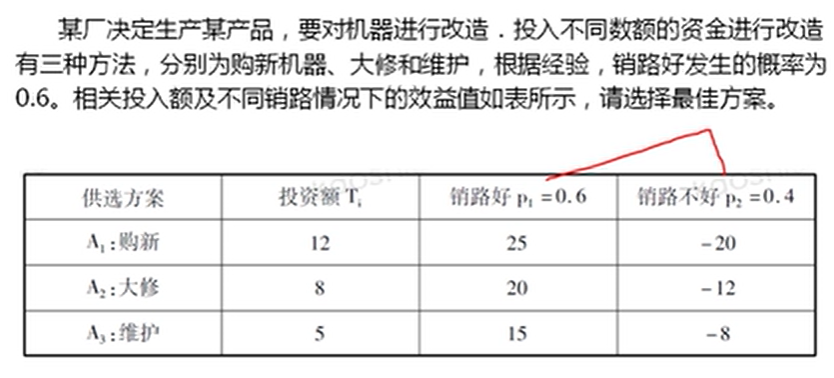 某厂决定生产某产品，要对机器进行改造．投入不同数额的资金进行改造
有三种方法，分别为购新机器、大修和维护，根据经验，销路好发生的概率为
0.6。相关投入额及不同销路情况下的效益值如表所示，请选择最佳方案。
供选方案 投资额 Ti 销路好 p1 =0.6 销路不好 p2 =0.4
A1:购新 12 25 -20
A2:大修 8 20 -12
A3:维护 5 15 -8